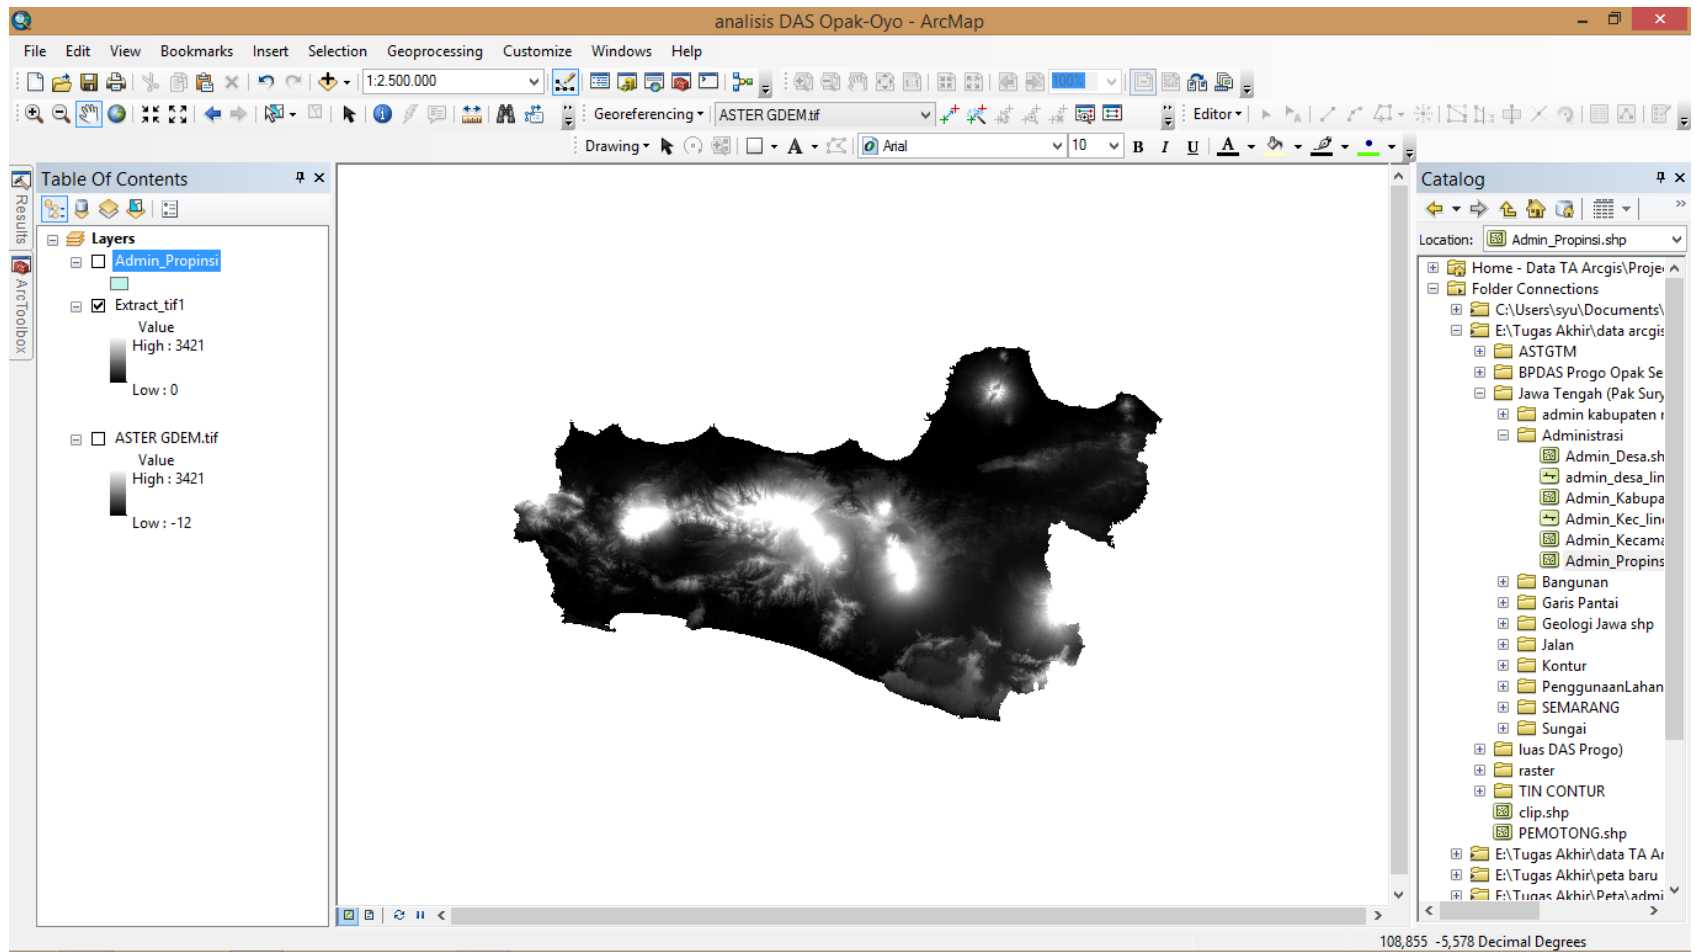 analisis DAS Opak-Oyo - ArcMap
File Edit View Bookmarks Insert Selection Geoprocessing Customize Windows Help
1:2.500.000
100%
Georeferencing
ASTER GDEM.tif
Editor
Drawing
A
Arial
10
B I U A
Results
ArcToolbox
Table Of Contents
Layers
Admin_Propinsi
Extract_tif1
Value
High : 3421
Low : 0
ASTER GDEM.tif
Value
High : 3421
Low : -12
Catalog
Location: Admin_Propinsi.shp
Home - Data TA Arcgis\Proje
Folder Connections
C:\Users\syu\Documents\
E:\Tugas Akhir\data arcgis
ASTGTM
BPDAS Progo Opak Se
Jawa Tengah (Pak Sury
admin kabupaten r
Administrasi
Admin_Desa.sh
admin_desa_lin
Admin_Kabupa
Admin_Kec_line
Admin_Kecama
Admin_Propins
Bangunan
Garis Pantai
Geologi Jawa shp
Jalan
Kontur
PenggunaanLahan
SEMARANG
Sungai
luas DAS Progo)
raster
TIN CONTUR
clip.shp
PEMOTONG.shp
E:\Tugas Akhir\data TA Ar
E:\Tugas Akhir\peta baru
E:\Tugas Akhir\Peta\admi
108,855 -5,578 Decimal Degrees